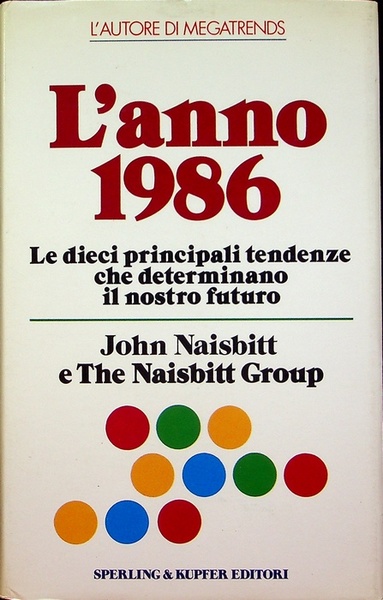 L'AUTORE DI MEGATRENDS
L'anno
1986
Le dieci principali tendenze
che determinano
il nostro futuro
John Naisbitt
e The Naisbitt Group
SPERLING & KUPFER EDITORI